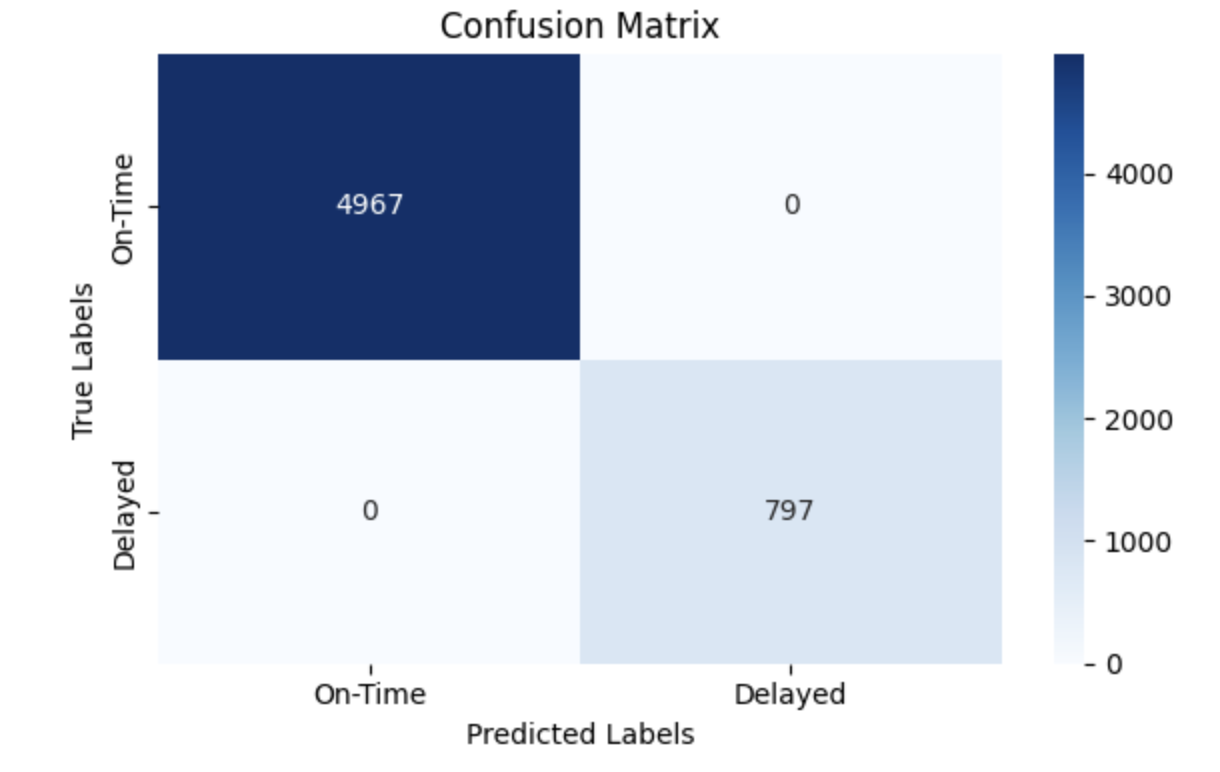 Confusion Matrix
True Labels
On-Time
Delayed
4967
0
0
797
On-Time
Delayed
Predicted Labels
4000
3000
2000
1000
0